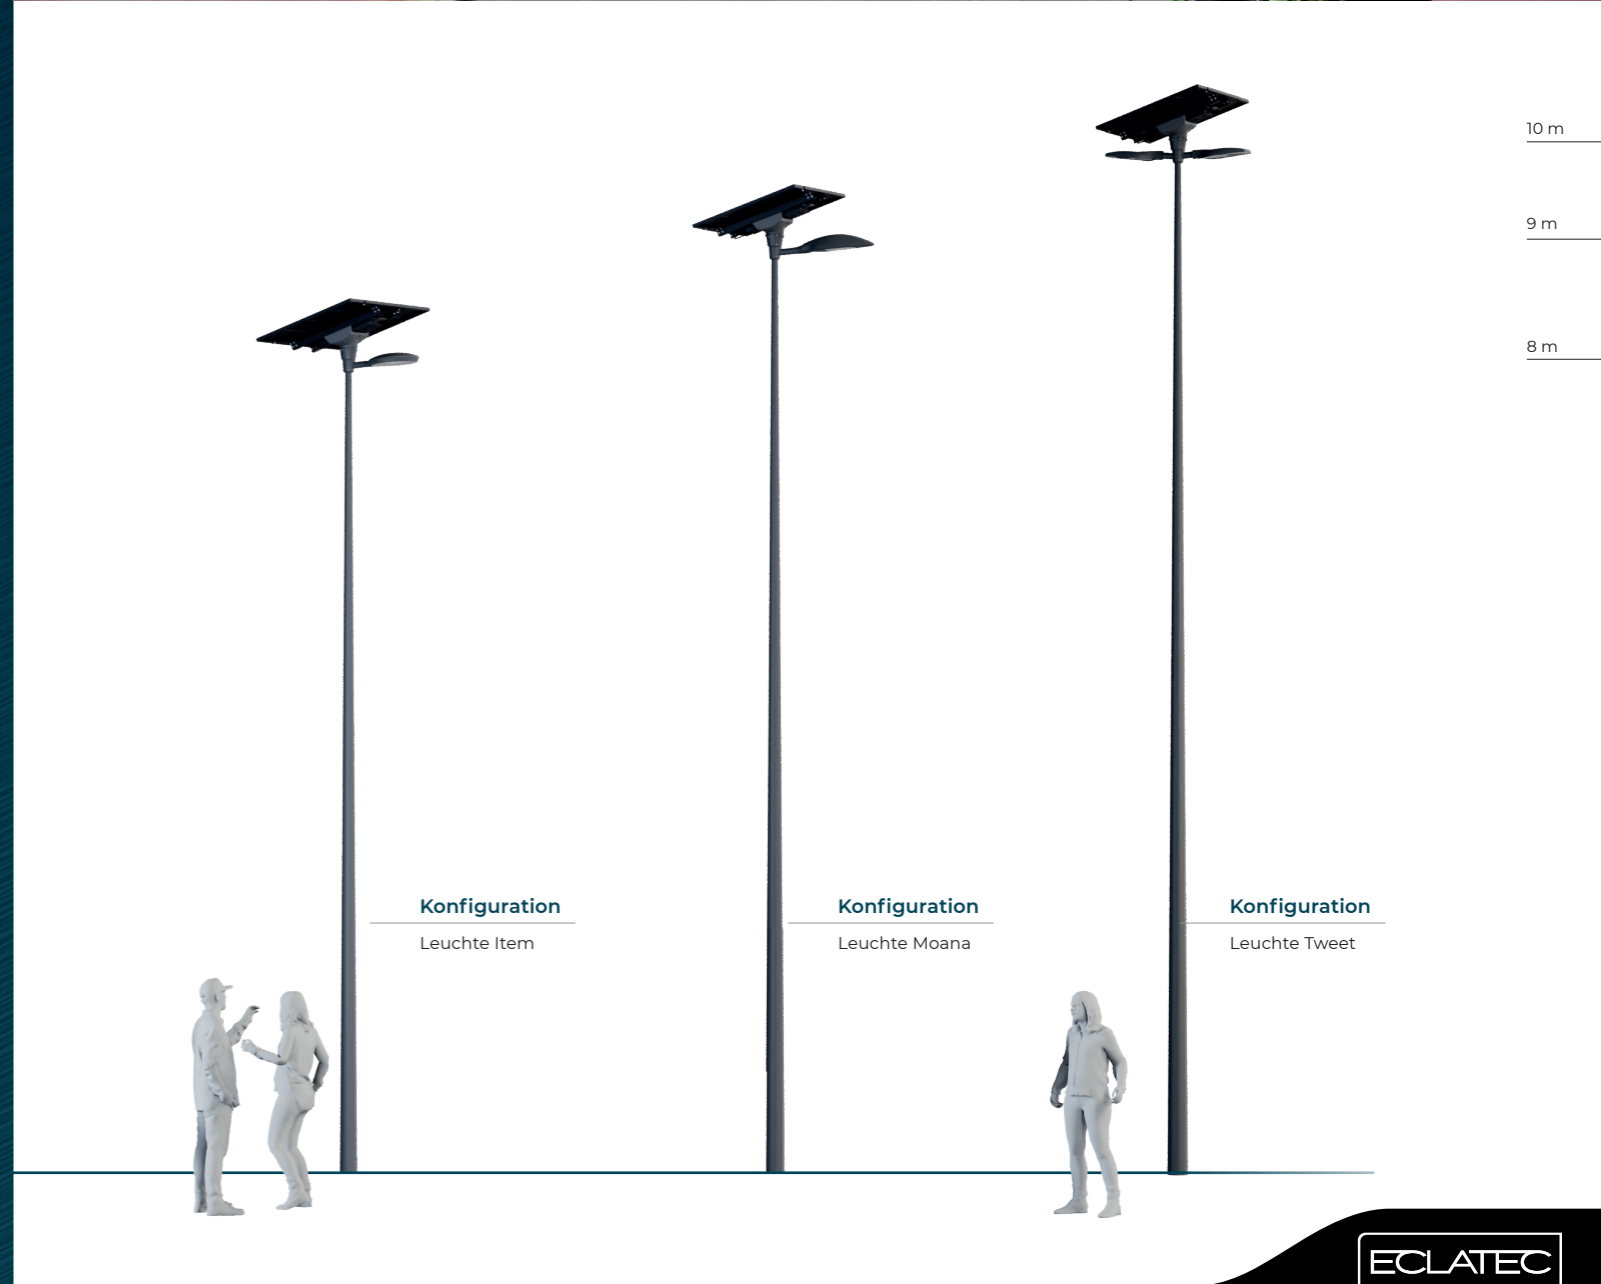 10 m
9 m
8 m
Konfiguration
Leuchte Item
Konfiguration
Leuchte Moana
Konfiguration
Leuchte Tweet
ECLATEC